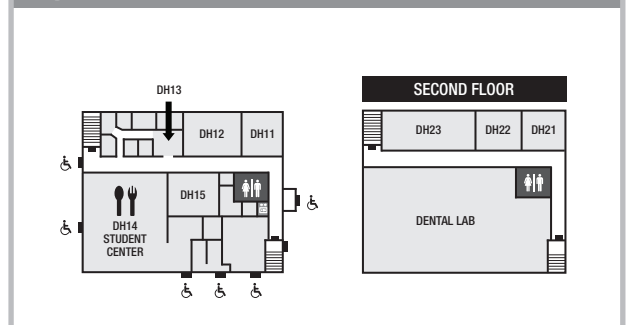 DH13
DH12
DH11
DH15
DH14
STUDENT
CENTER
SECOND FLOOR
DH23
DH22
DH21
DENTAL LAB